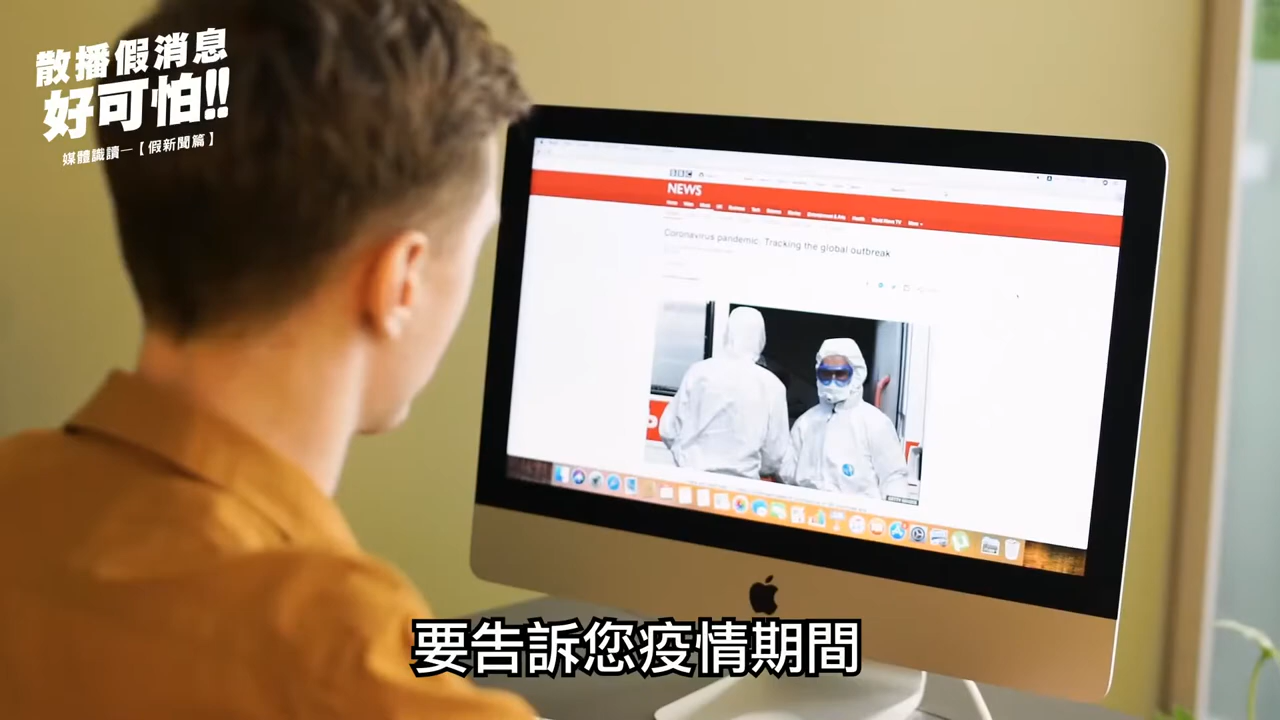 散播假消息
好可怕!!
媒體識讀—【假新聞篇】
BBC
NEWS
Coronavirus pandemic: Tracking the global outbreak
要告訴您疫情期間